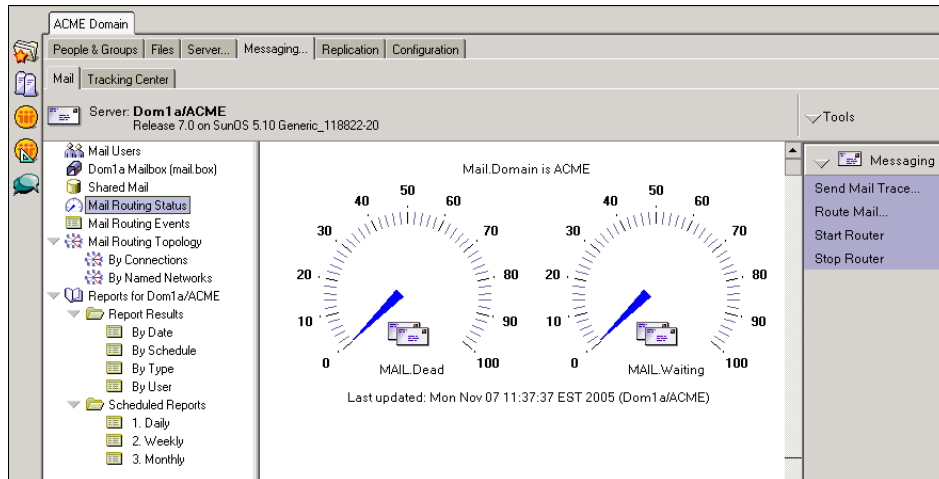 ACME Domain
People & Groups Files Server... Messaging... Replication Configuration
Mail Tracking Center
Server: Dom1a/ACME
Release 7.0 on SunOS 5.10 Generic_118822-20
Tools
Mail Users
Dom1a Mailbox (mail.box)
Shared Mail
Mail Routing Status
Mail Routing Events
Mail Routing Topology
By Connections
By Named Networks
Reports for Dom1a/ACME
Report Results
By Date
By Schedule
By Type
By User
Scheduled Reports
1. Daily
2. Weekly
3. Monthly
Mail.Domain is ACME
0 10 20 30 40 50 60 70 80 90 100
MAIL.Dead
0 10 20 30 40 50 60 70 80 90 100
MAIL.Waiting
Last updated: Mon Nov 07 11:37:37 EST 2005 (Dom1a/ACME)
Messaging
Send Mail Trace...
Route Mail...
Start Router
Stop Router